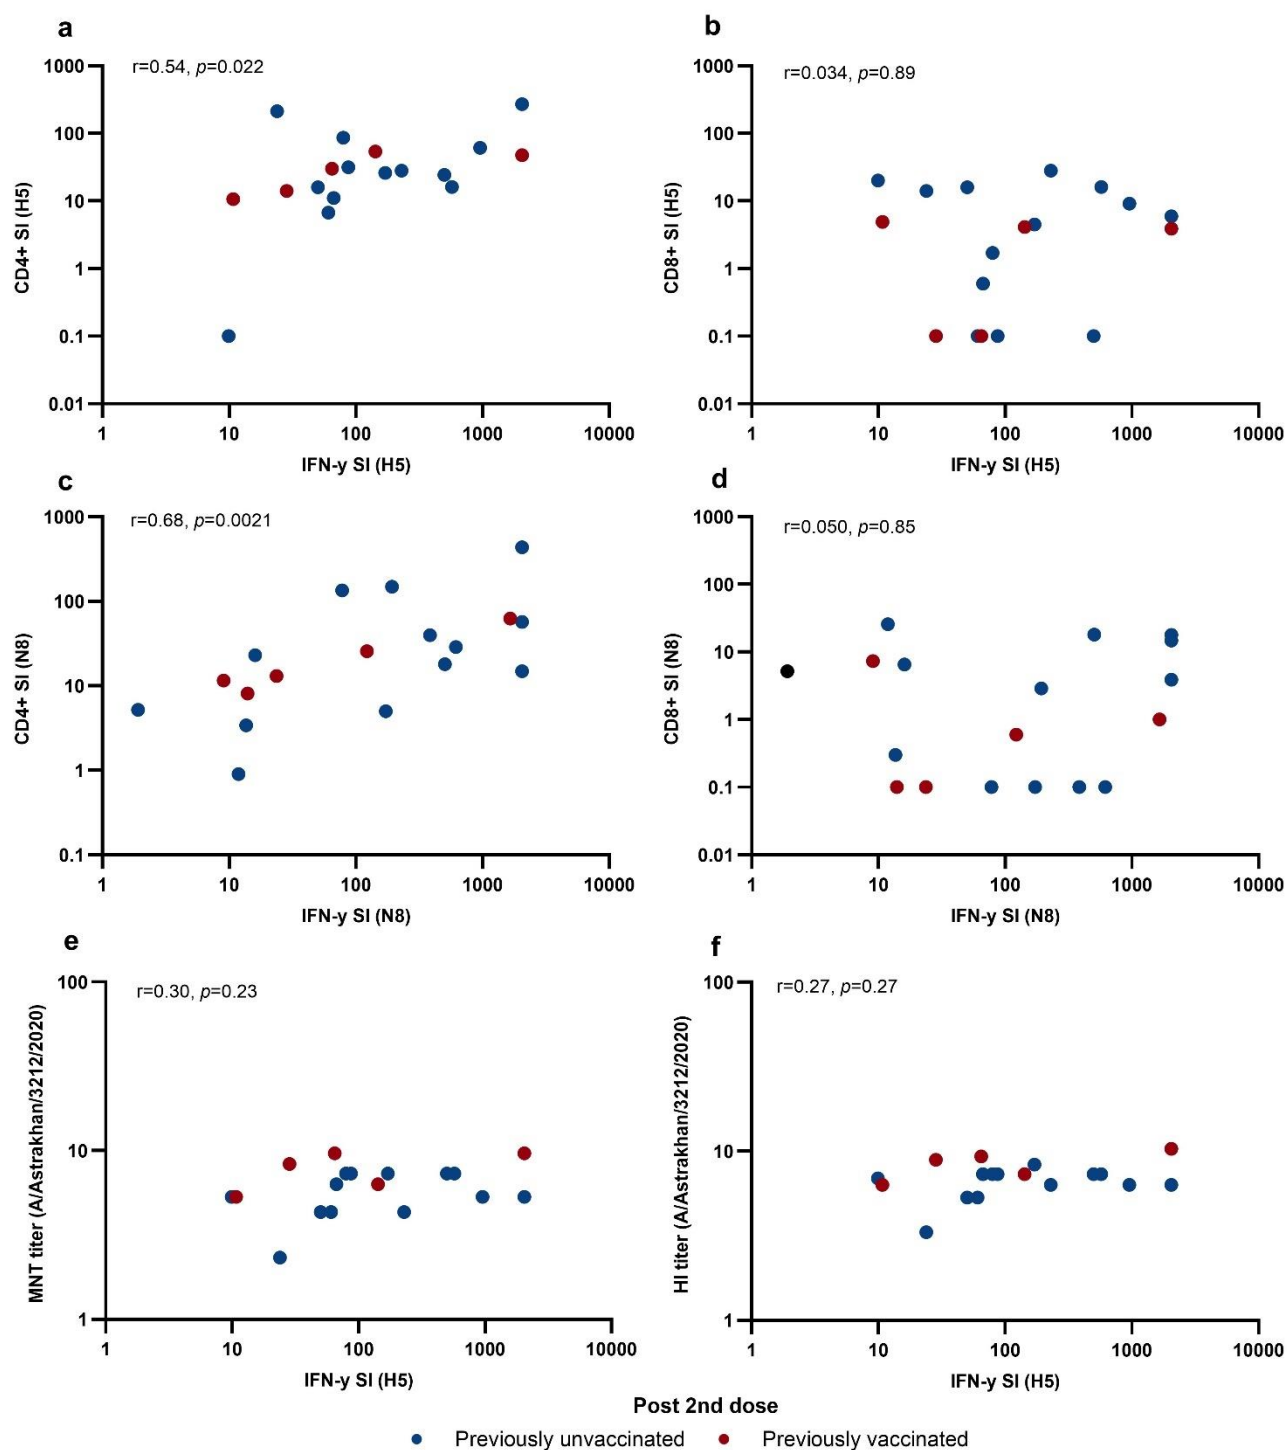 a
r=0.54, p=0.022
1000
100
10
1
0.1
0.01
CD4+ SI (H5)
1 10 100 1000 10000
IFN-y SI (H5)
b
r=0.034, p=0.89
1000
100
10
1
0.1
0.01
CD8+ SI (H5)
1 10 100 1000 10000
IFN-y SI (H5)
c
r=0.68, p=0.0021
1000
100
10
1
0.1
CD4+ SI (N8)
1 10 100 1000 10000
IFN-y SI (N8)
d
r=0.050, p=0.85
1000
100
10
1
0.1
0.01
CD8+ SI (N8)
1 10 100 1000 10000
IFN-y SI (N8)
e
r=0.30, p=0.23
100
10
1
MNT titer (A/Astrakhan/3212/2020)
1 10 100 1000 10000
IFN-y SI (H5)
f
r=0.27, p=0.27
100
10
1
HI titer (A/Astrakhan/3212/2020)
1 10 100 1000 10000
IFN-y SI (H5)
Post 2nd dose
Previously unvaccinated Previously vaccinated